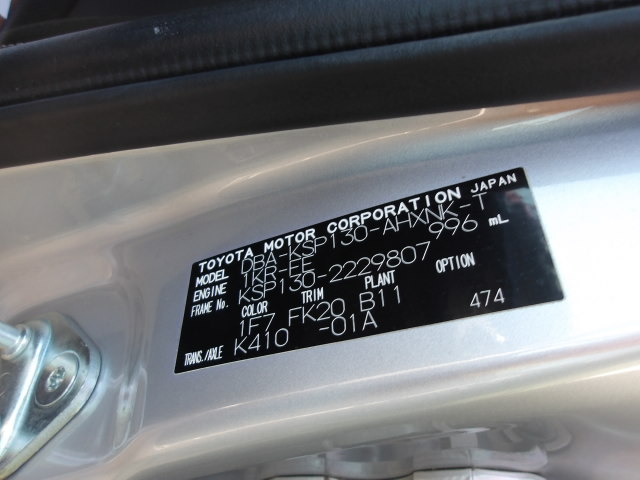 TOYOTA MOTOR CORPORATION JAPAN
MODEL DBA-KSP130-AHXNK-T
ENGINE 1KR-FE 996 mL
FRAME No. KSP130-2229807
COLOR TRIM PLANT OPTION
1F7 FK20 B11 474
TRANS./AXLE K410 -01A